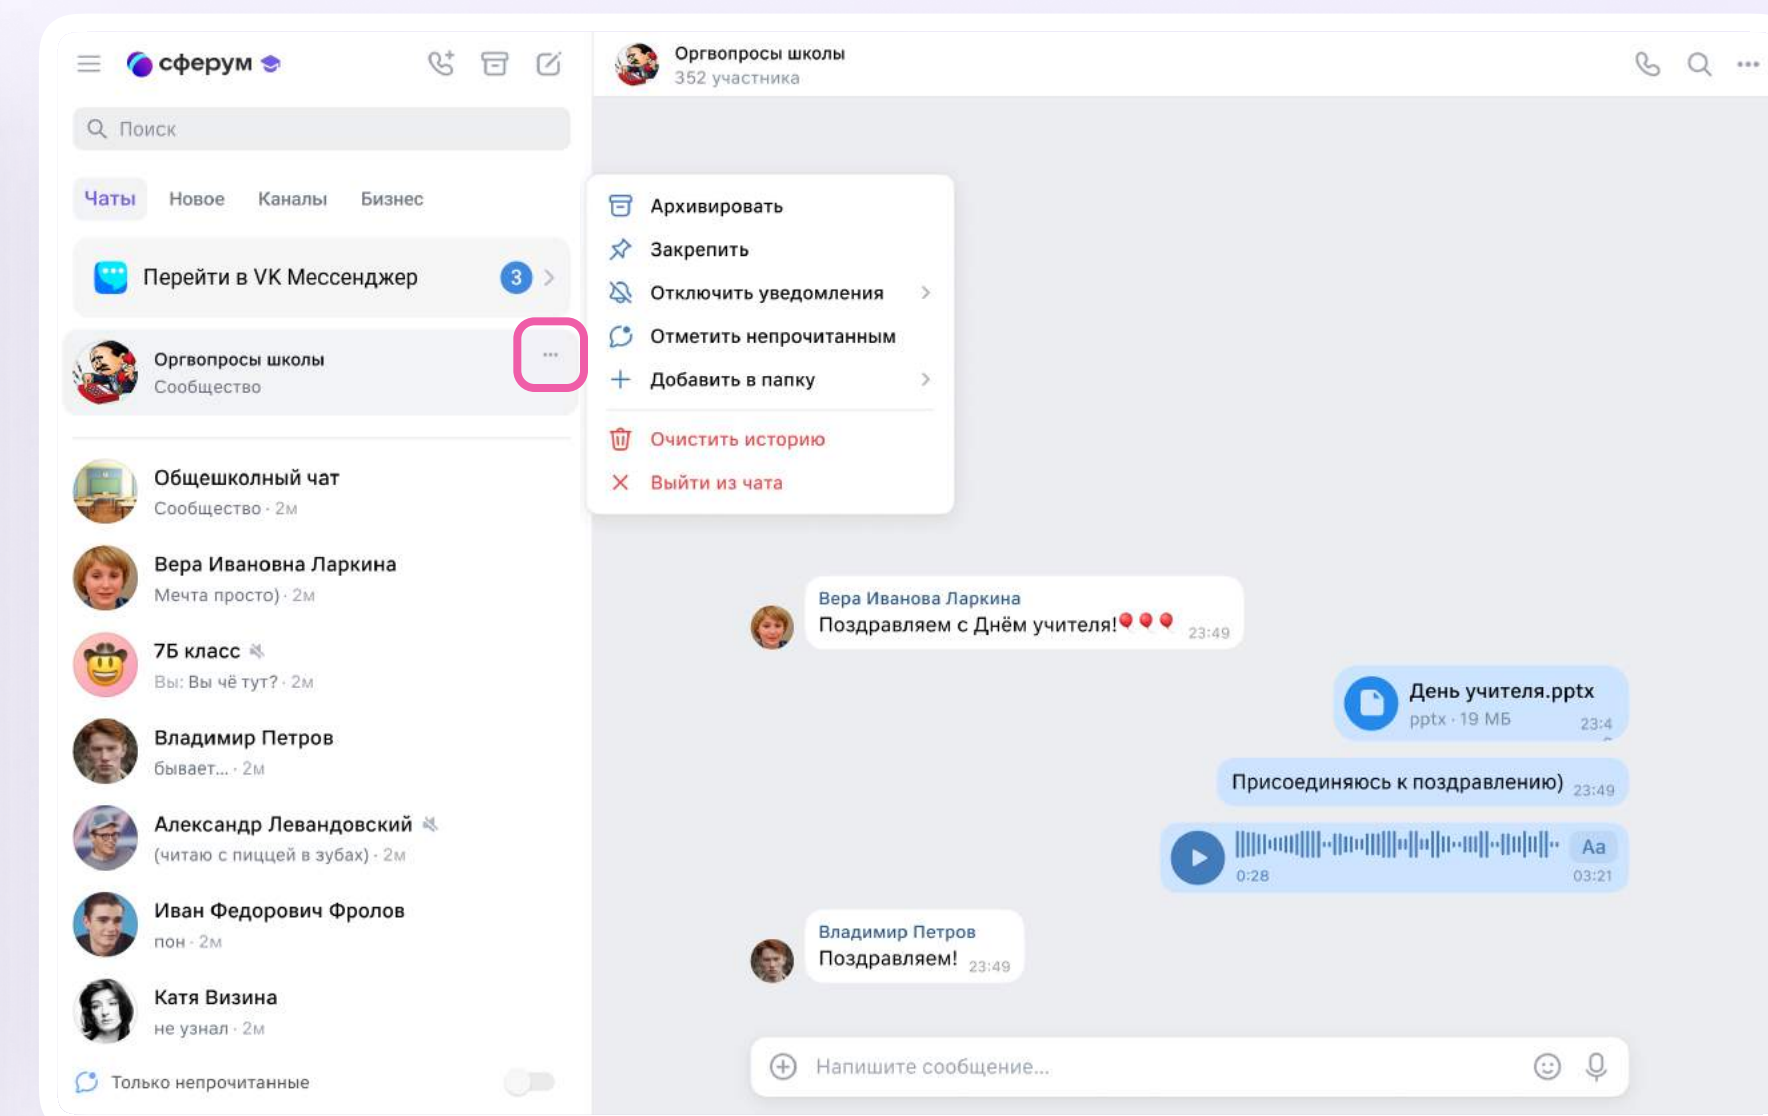 сферум
Поиск
Чаты Новое Каналы Бизнес
Перейти в VK Мессенджер 3
Оргвопросы школы
Сообщество
Общешколный чат
Сообщество · 2м
Вера Ивановна Ларкина
Мечта просто) · 2м
7Б класс
Вы: Вы чё тут? · 2м
Владимир Петров
бывает... · 2м
Александр Левандовский
(читаю с пиццей в зубах) · 2м
Иван Федорович Фролов
пон · 2м
Катя Визина
не узнал · 2м
Только непрочитанные
Оргвопросы школы
352 участника
Архивировать
Закрепить
Отключить уведомления
Отметить непрочитанным
Добавить в папку
Очистить историю
Выйти из чата
Вера Иванова Ларкина
Поздравляем с Днём учителя!🎈🎈🎈 23:49
День учителя.pptx
pptx · 19 МБ 23:4
Присоединяюсь к поздравлению) 23:49
Aa
0:28 03:21
Владимир Петров
Поздравляем! 23:49
Напишите сообщение...